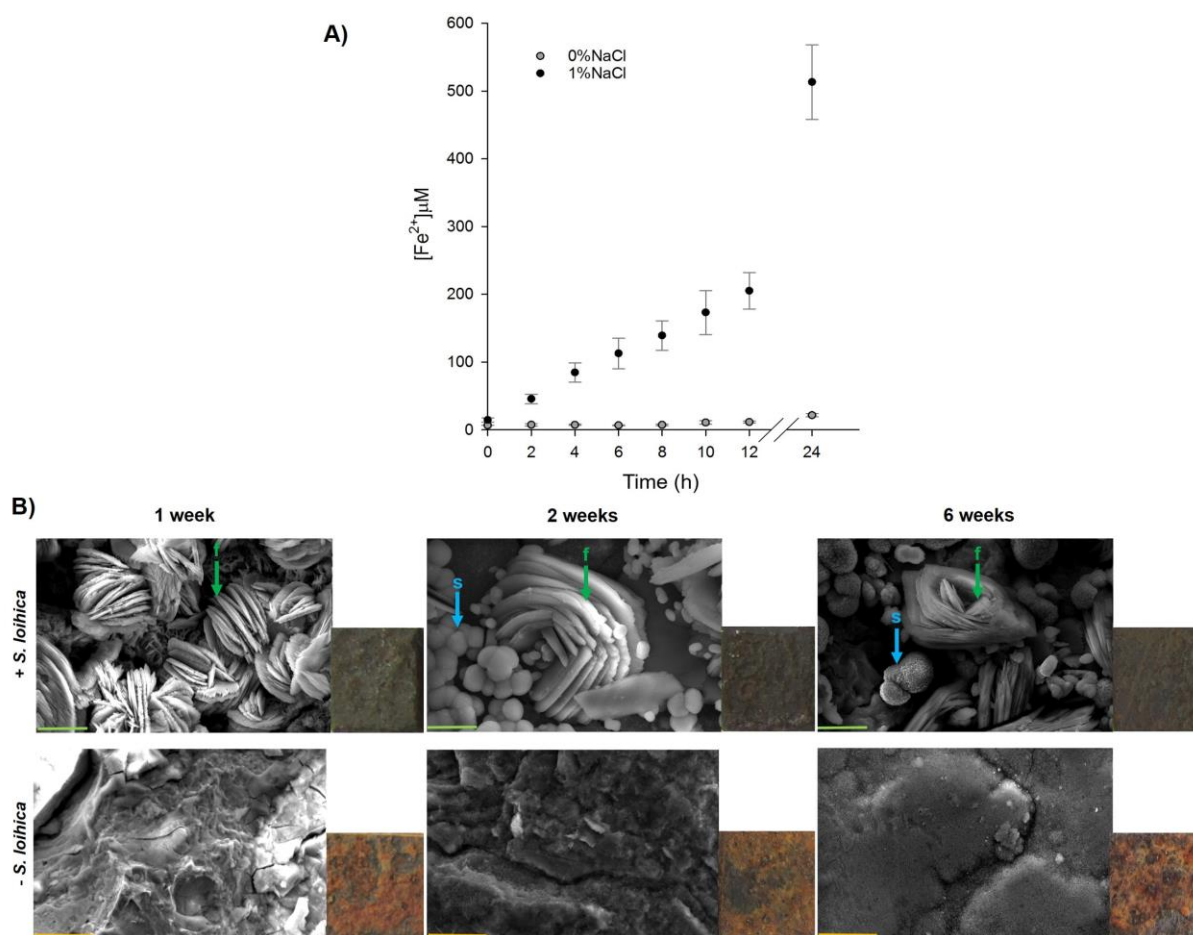 A)
600
500
400
300
200
100
0
[Fe²⁺]µM
0%NaCl
1%NaCl
0 2 4 6 8 10 12 24
Time (h)
B)
1 week 2 weeks 6 weeks
+ S. loihica
f
s f
s f
- S. loihica